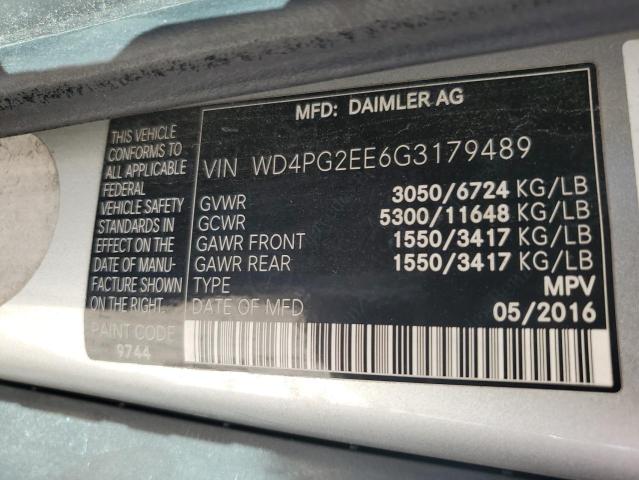 MFD: DAIMLER AG
THIS VEHICLE
CONFORMS TO
ALL APPLICABLE
FEDERAL
VEHICLE SAFETY
STANDARDS IN
EFFECT ON THE
DATE OF MANU-
FACTURE SHOWN
ON THE RIGHT.
PAINT CODE
9744
VIN WD4PG2EE6G3179489
GVWR 3050/6724 KG/LB
GCWR 5300/11648 KG/LB
GAWR FRONT 1550/3417 KG/LB
GAWR REAR 1550/3417 KG/LB
TYPE MPV
DATE OF MFD 05/2016